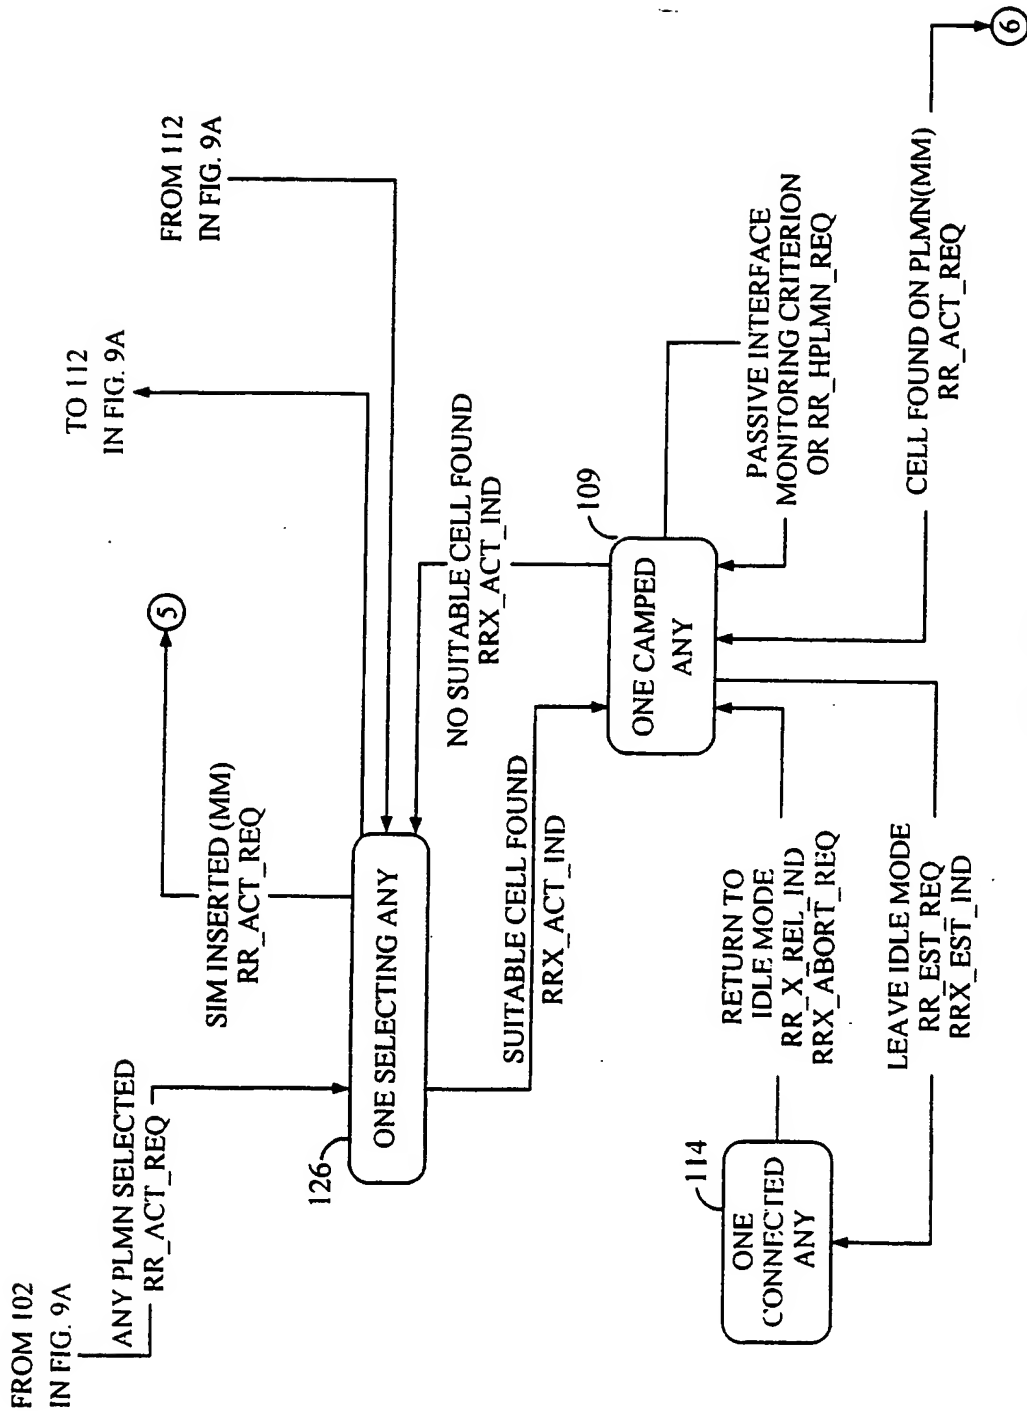 FROM 102
IN FIG. 9A
ANY PLMN SELECTED
RR_ACT_REQ
126
ONE SELECTING ANY
SIM INSERTED (MM)
RR_ACT_REQ
5
TO 112
IN FIG. 9A
FROM 112
IN FIG. 9A
SUITABLE CELL FOUND
RRX_ACT_IND
NO SUITABLE CELL FOUND
RRX_ACT_IND
109
ONE CAMPED
ANY
PASSIVE INTERFACE
MONITORING CRITERION
OR RR_HPLMN_REQ
114
ONE
CONNECTED
ANY
RETURN TO
IDLE MODE
RR_X_REL_IND
RRX_ABORT_REQ
LEAVE IDLE MODE
RR_EST_REQ
RRX_EST_IND
CELL FOUND ON PLMN(MM)
RR_ACT_REQ
6